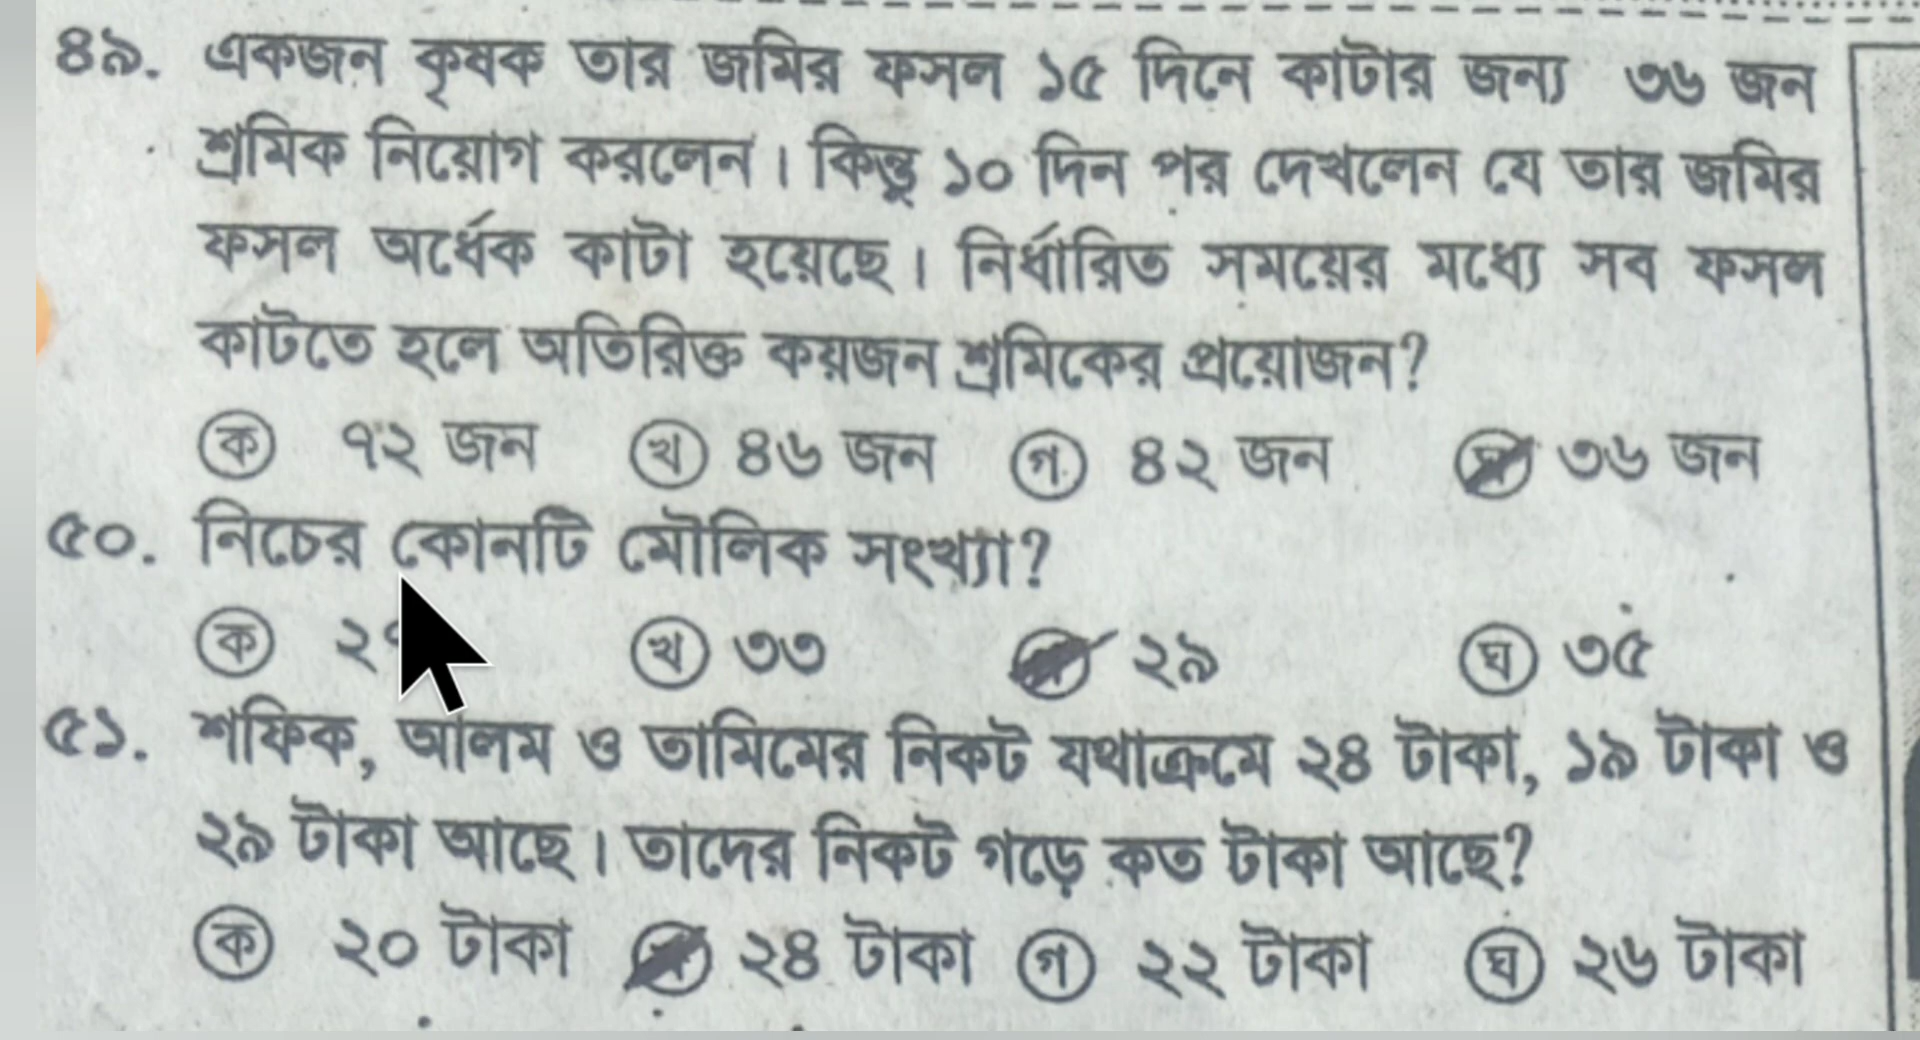 ৪৯. একজন কৃষক তার জমির ফসল ১৫ দিনে কাটার জন্য ৩৬ জন
শ্রমিক নিয়োগ করলেন। কিন্তু ১০ দিন পর দেখলেন যে তার জমির
ফসল অর্ধেক কাটা হয়েছে। নির্ধারিত সময়ের মধ্যে সব ফসল
কাটতে হলে অতিরিক্ত কয়জন শ্রমিকের প্রয়োজন?
ক ৭২ জন খ ৪৬ জন গ ৪২ জন ঘ ৩৬ জন
৫০. নিচের কোনটি মৌলিক সংখ্যা?
ক খ ৩৩ ২৯ ঘ ৩৫
৫১. শফিক, আলম ও তামিমের নিকট যথাক্রমে ২৪ টাকা, ১৯ টাকা ও
২৯ টাকা আছে। তাদের নিকট গড়ে কত টাকা আছে?
ক ২০ টাকা ২৪ টাকা গ ২২ টাকা ঘ ২৬ টাকা